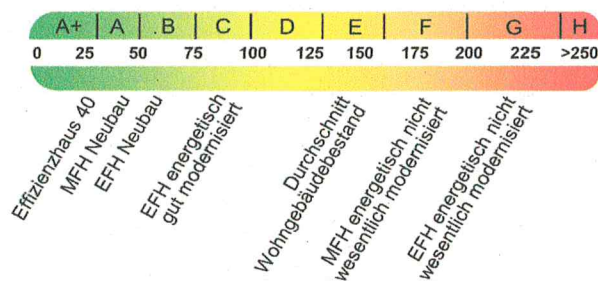 A+ A B C D E F G H
0 25 50 75 100 125 150 175 200 225 >250
Effizienzhaus 40
MFH Neubau
EFH Neubau
EFH energetisch
gut modernisiert
Durchschnitt
Wohngebäudebestand
MFH energetisch nicht
wesentlich modernisiert
EFH energetisch nicht
wesentlich modernisiert